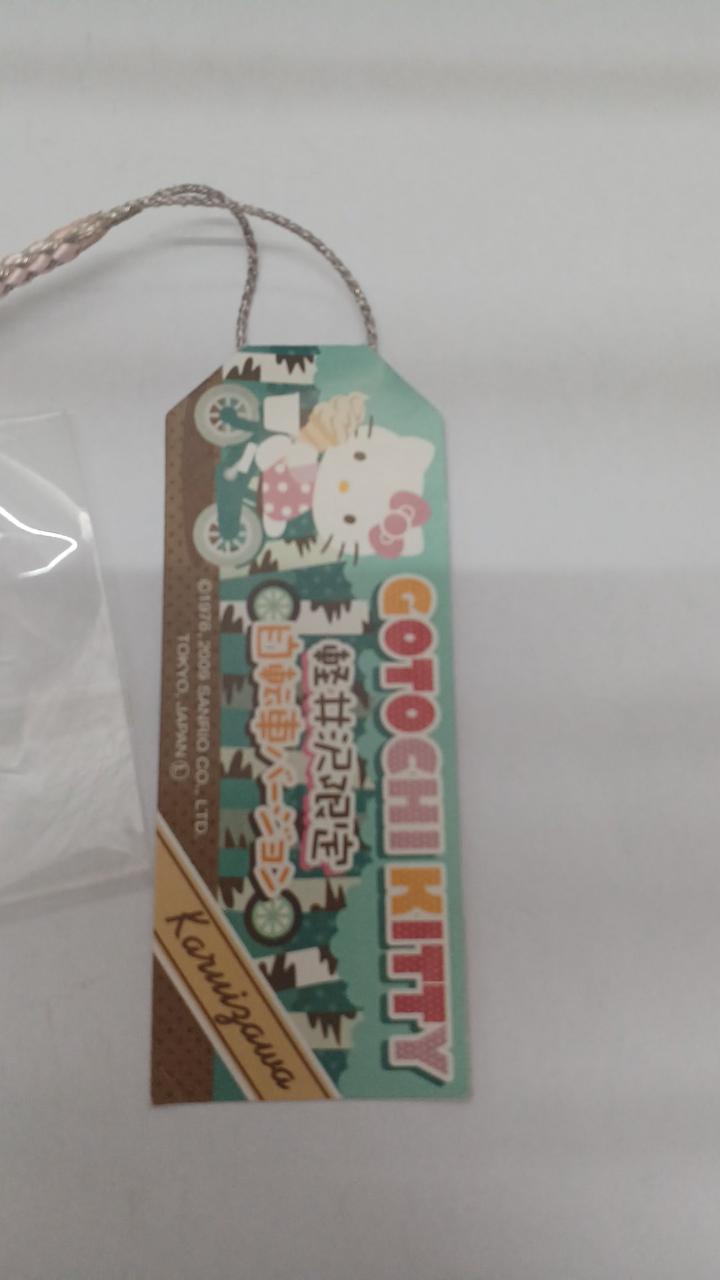 GOTOCHI KITTY
軽井沢限定
自転車バージョン
©1976, 2009 SANRIO CO., LTD.
TOKYO, JAPAN Ⓛ
Karuizawa